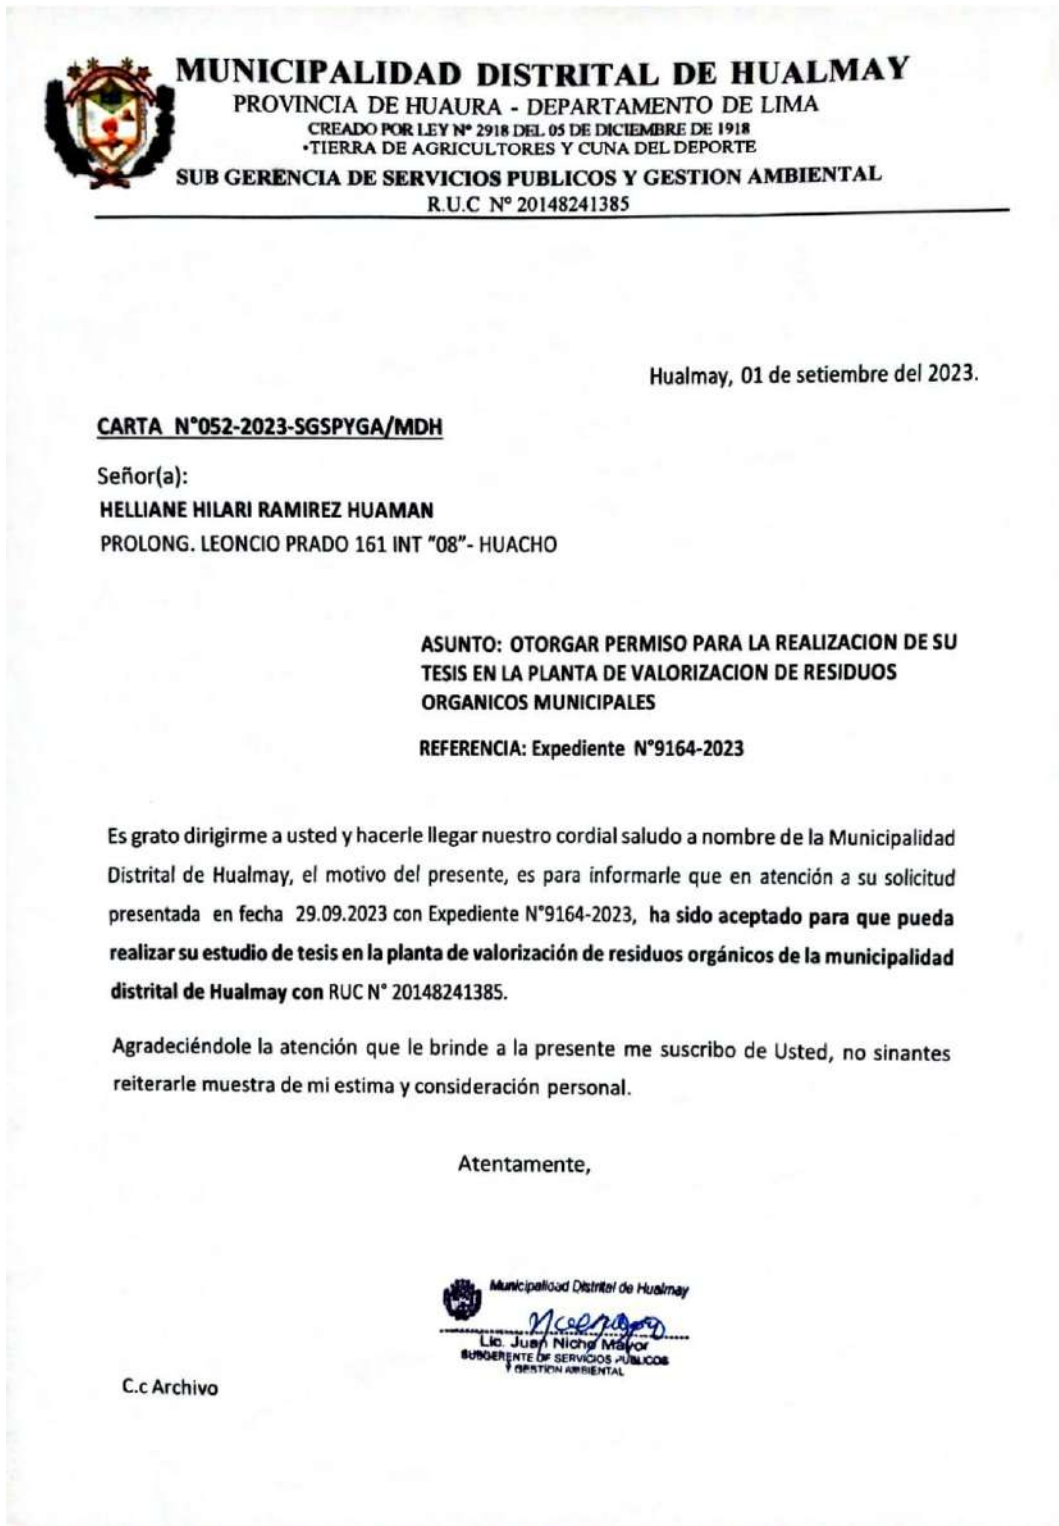 MUNICIPALIDAD DISTRITAL DE HUALMAY
PROVINCIA DE HUAURA - DEPARTAMENTO DE LIMA
CREADO POR LEY Nº 2918 DEL 05 DE DICIEMBRE DE 1918
•TIERRA DE AGRICULTORES Y CUNA DEL DEPORTE
SUB GERENCIA DE SERVICIOS PUBLICOS Y GESTION AMBIENTAL
R.U.C Nº 20148241385
Hualmay, 01 de setiembre del 2023.
CARTA N°052-2023-SGSPYGA/MDH
Señor(a):
HELLIANE HILARI RAMIREZ HUAMAN
PROLONG. LEONCIO PRADO 161 INT "08"- HUACHO
ASUNTO: OTORGAR PERMISO PARA LA REALIZACION DE SU
TESIS EN LA PLANTA DE VALORIZACION DE RESIDUOS
ORGANICOS MUNICIPALES
REFERENCIA: Expediente N°9164-2023
Es grato dirigirme a usted y hacerle llegar nuestro cordial saludo a nombre de la Municipalidad
Distrital de Hualmay, el motivo del presente, es para informarle que en atención a su solicitud
presentada en fecha 29.09.2023 con Expediente N°9164-2023, ha sido aceptado para que pueda
realizar su estudio de tesis en la planta de valorización de residuos orgánicos de la municipalidad
distrital de Hualmay con RUC N° 20148241385.
Agradeciéndole la atención que le brinde a la presente me suscribo de Usted, no sinantes
reiterarle muestra de mi estima y consideración personal.
Atentamente,
Municipalidad Distrital de Hualmay
Lic. Juan Nicho Mayor
SUBGERENTE DE SERVICIOS PUBLICOS
Y GESTION AMBIENTAL
C.c Archivo